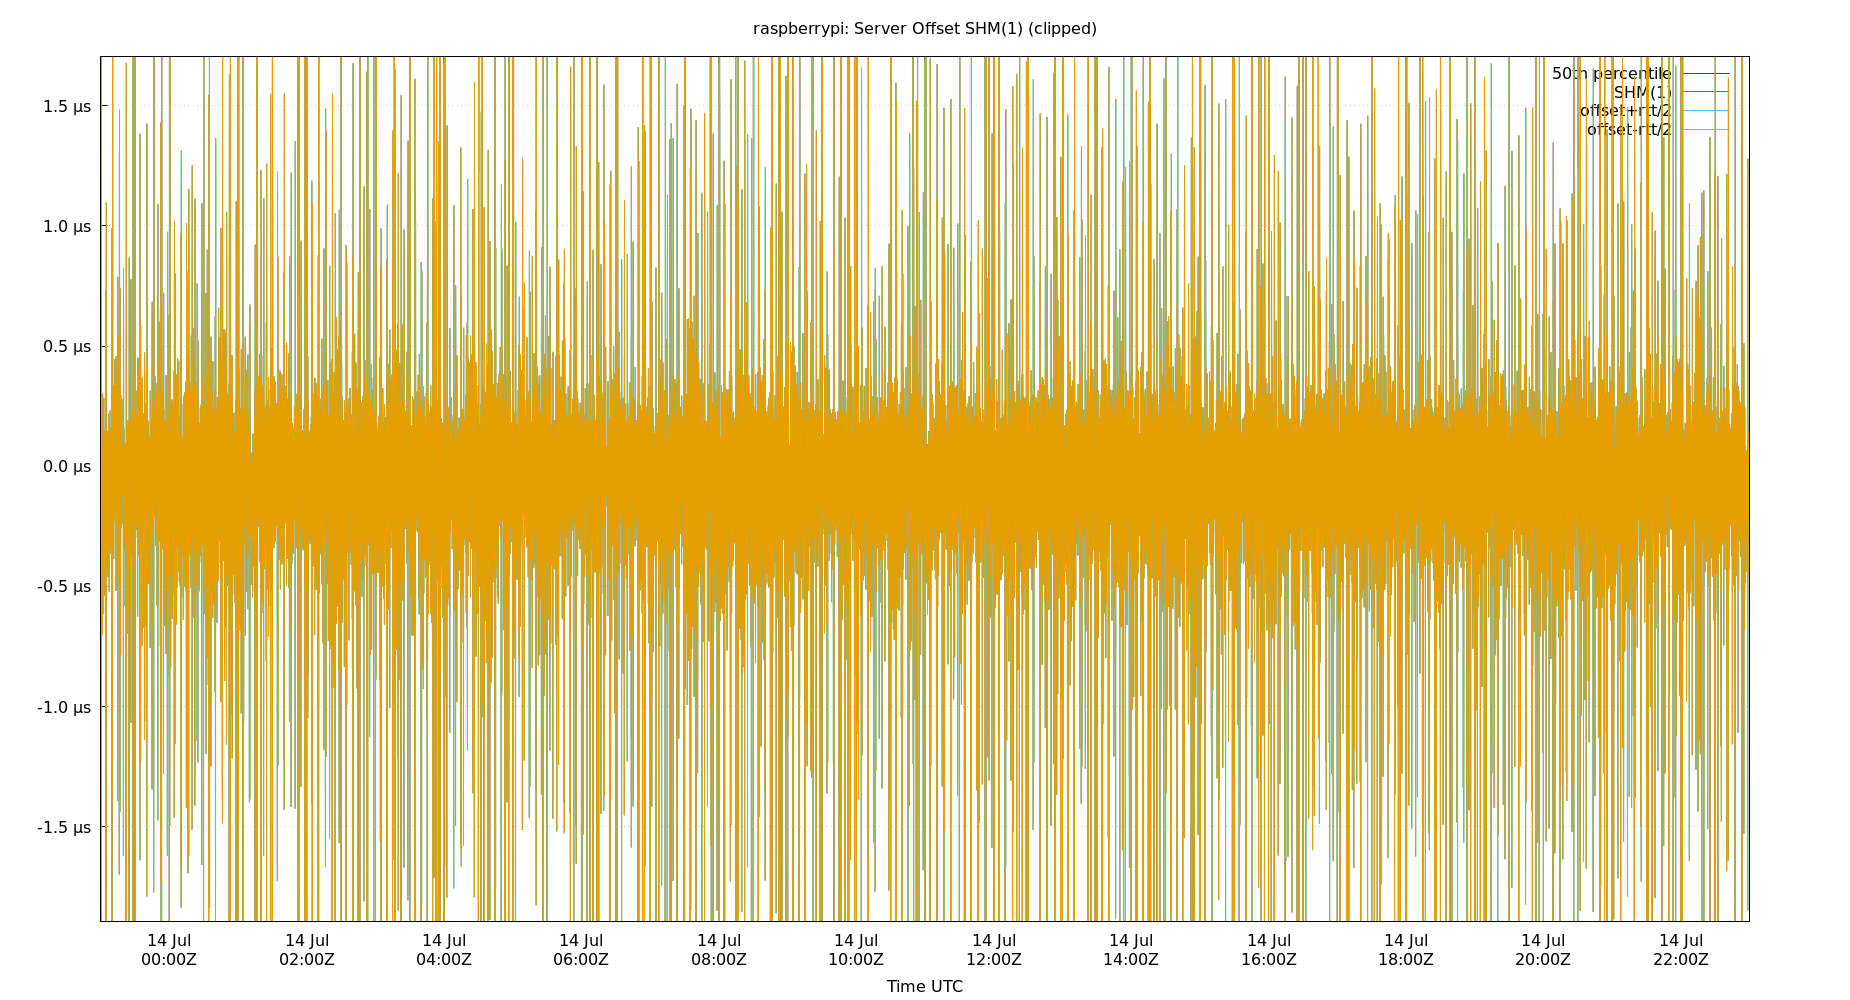 raspberrypi: Server Offset SHM(1) (clipped)
50th percentile
SHM(1)
offset+rtt/2
offset-rtt/2
1.5 µs
1.0 µs
0.5 µs
0.0 µs
-0.5 µs
-1.0 µs
-1.5 µs
14 Jul 14 Jul 14 Jul 14 Jul 14 Jul 14 Jul 14 Jul 14 Jul 14 Jul 14 Jul 14 Jul 14 Jul
00:00Z 02:00Z 04:00Z 06:00Z 08:00Z 10:00Z 12:00Z 14:00Z 16:00Z 18:00Z 20:00Z 22:00Z
Time UTC